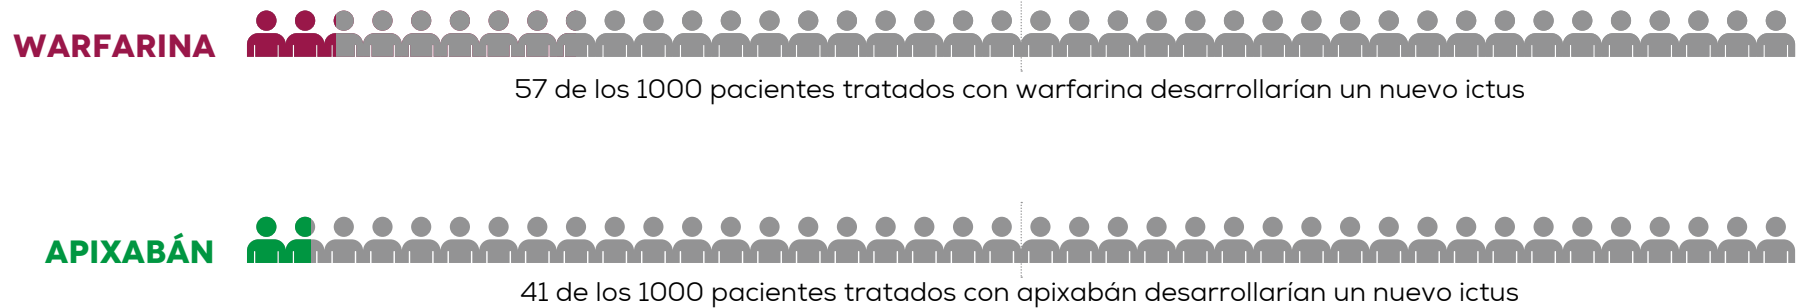 WARFARINA
57 de los 1000 pacientes tratados con warfarina desarrollarían un nuevo ictus
APIXABÁN
41 de los 1000 pacientes tratados con apixabán desarrollarían un nuevo ictus